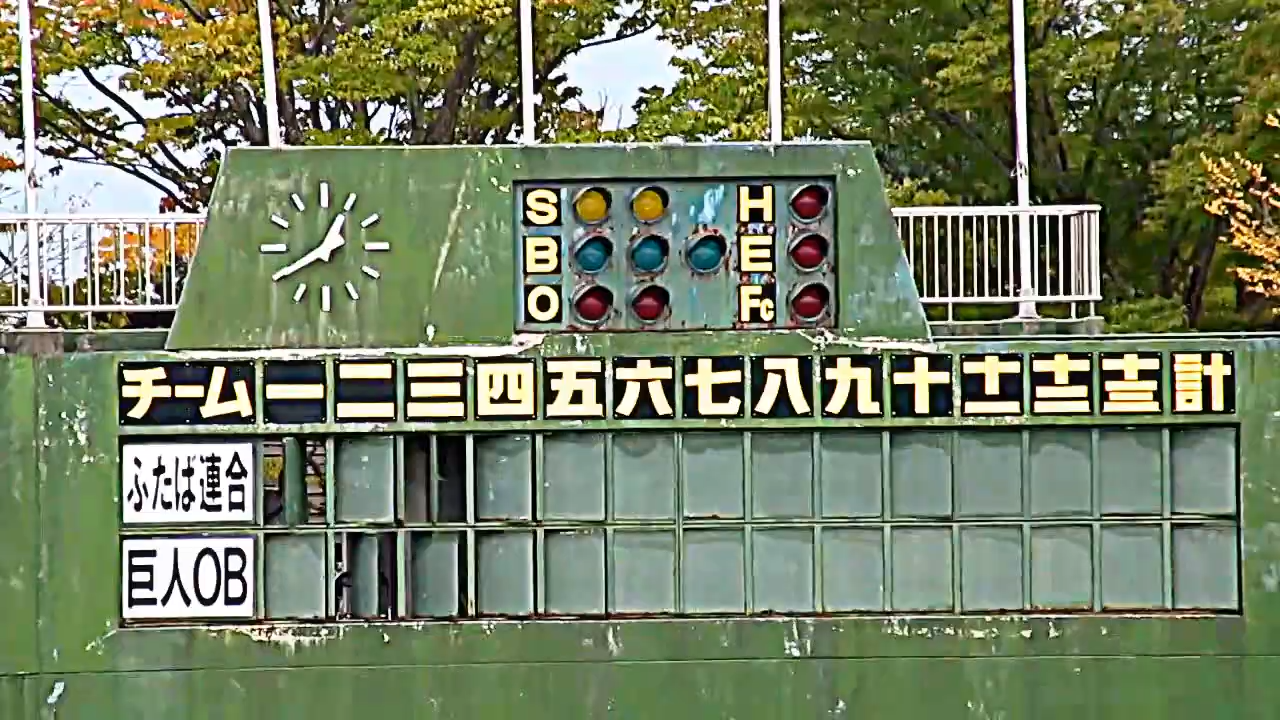 S H
B E
O Fc
チーム 一 二 三 四 五 六 七 八 九 十 十一 十二 十三 計
ふたば連合
巨人OB